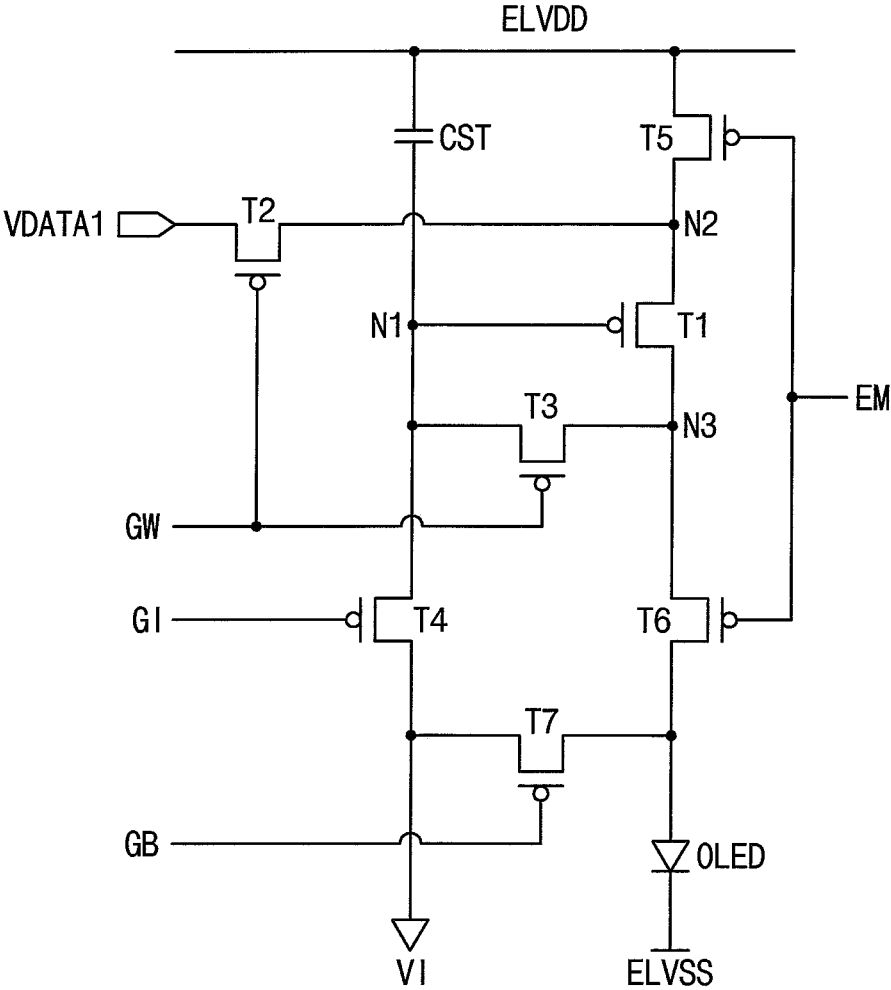 ELVDD
CST
T5
VDATA1
T2
N2
N1
T1
T3
EM
N3
GW
GI
T4
T6
T7
GB
OLED
VI
ELVSS